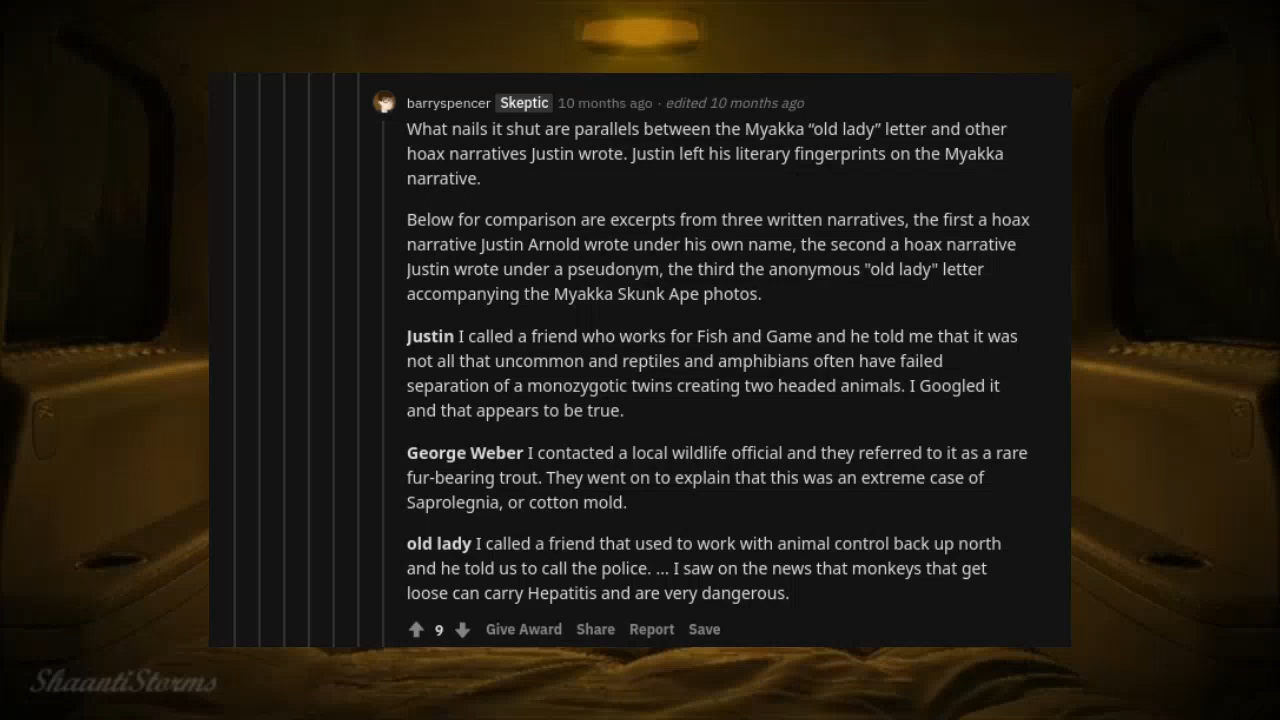 barryspencer Skeptic 10 months ago · edited 10 months ago
What nails it shut are parallels between the Myakka “old lady” letter and other
hoax narratives Justin wrote. Justin left his literary fingerprints on the Myakka
narrative.
Below for comparison are excerpts from three written narratives, the first a hoax
narrative Justin Arnold wrote under his own name, the second a hoax narrative
Justin wrote under a pseudonym, the third the anonymous "old lady" letter
accompanying the Myakka Skunk Ape photos.
Justin I called a friend who works for Fish and Game and he told me that it was
not all that uncommon and reptiles and amphibians often have failed
separation of a monozygotic twins creating two headed animals. I Googled it
and that appears to be true.
George Weber I contacted a local wildlife official and they referred to it as a rare
fur-bearing trout. They went on to explain that this was an extreme case of
Saprolegnia, or cotton mold.
old lady I called a friend that used to work with animal control back up north
and he told us to call the police. ... I saw on the news that monkeys that get
loose can carry Hepatitis and are very dangerous.
9 Give Award Share Report Save
ShaantiStorms